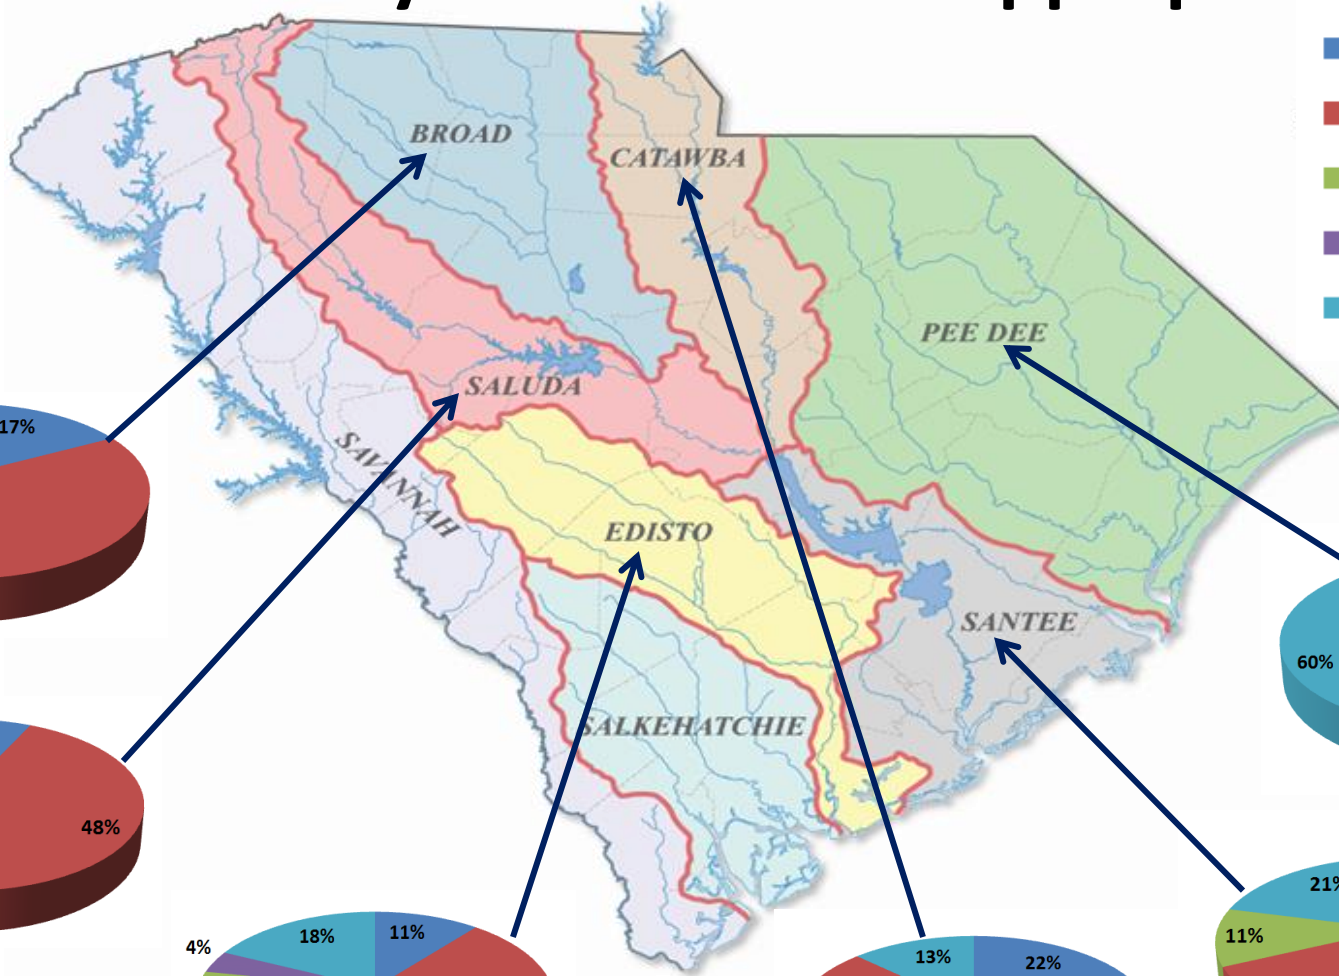 BROAD
CATAWBA
PEE DEE
SALUDA
17%
SAVANNAH
EDISTO
SANTEE
60%
SALKEHATCHIE
48%
21%
11%
4%
18%
11%
13%
22%